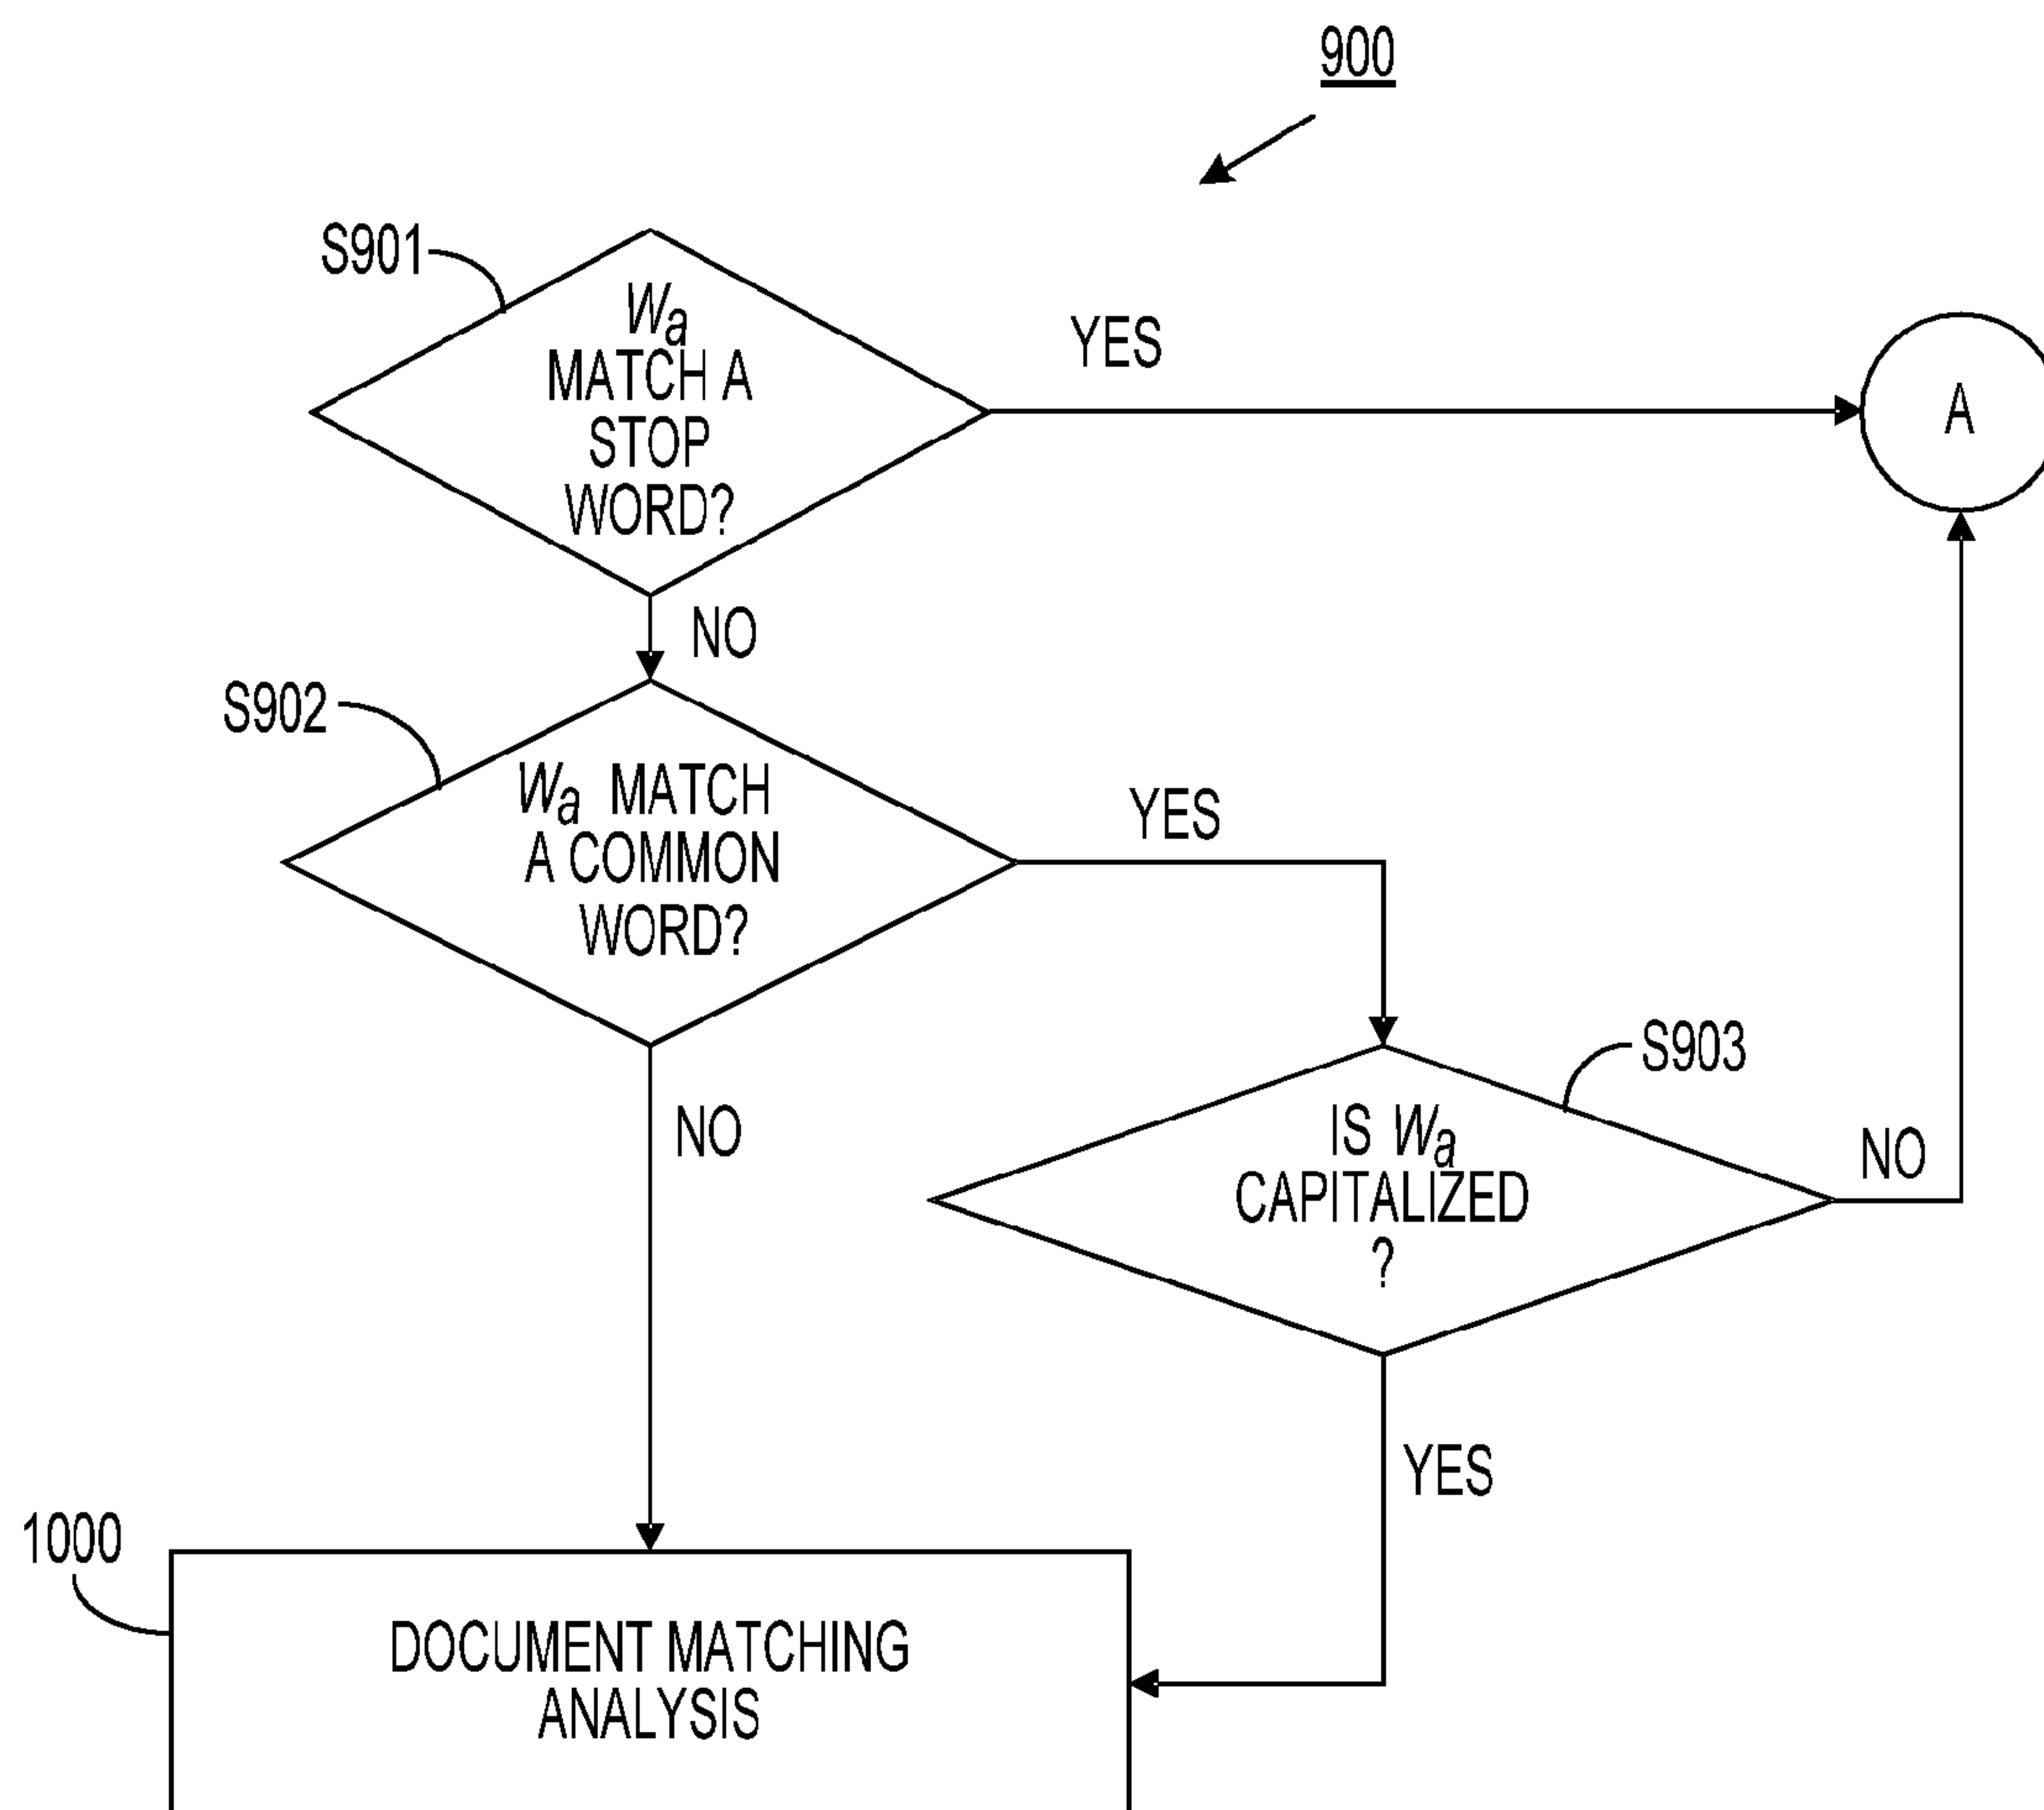 900
S901
Wa
MATCH A
STOP
WORD?
YES
A
NO
S902
Wa MATCH
A COMMON
WORD?
YES
S903
IS Wa
CAPITALIZED
?
NO
NO
YES
1000
DOCUMENT MATCHING
ANALYSIS